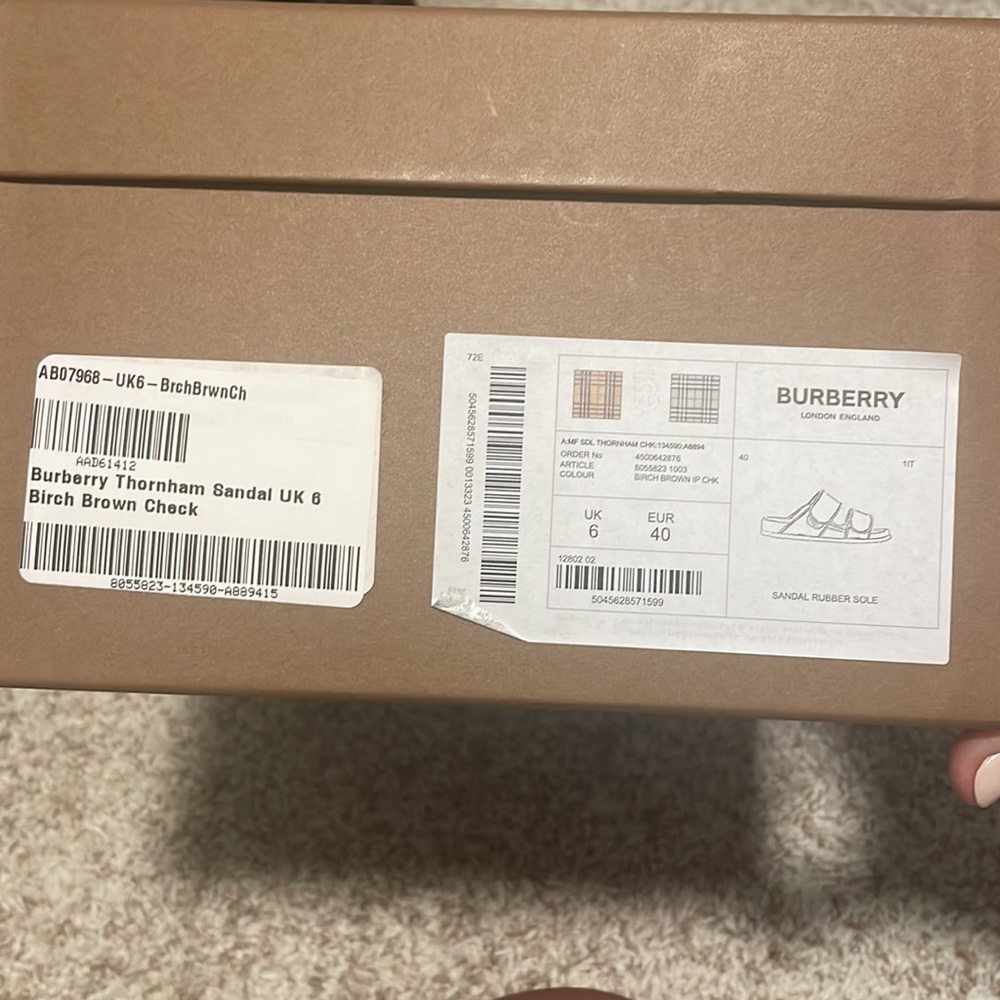 AB07968-UK6-BrchBrwnCh
AAD61412
Burberry Thornham Sandal UK 6
Birch Brown Check
8055823-134590-A889415
72E
5045628571599 0013323 4500642876
A:MF SDL THORNHAM CHK:134590:A8894
ORDER No 4500642876
ARTICLE 8055823 1003
COLOUR BIRCH BROWN IP CHK
UK EUR
6 40
12802 02
5045628571599
BURBERRY
LONDON ENGLAND
40 1IT
SANDAL RUBBER SOLE